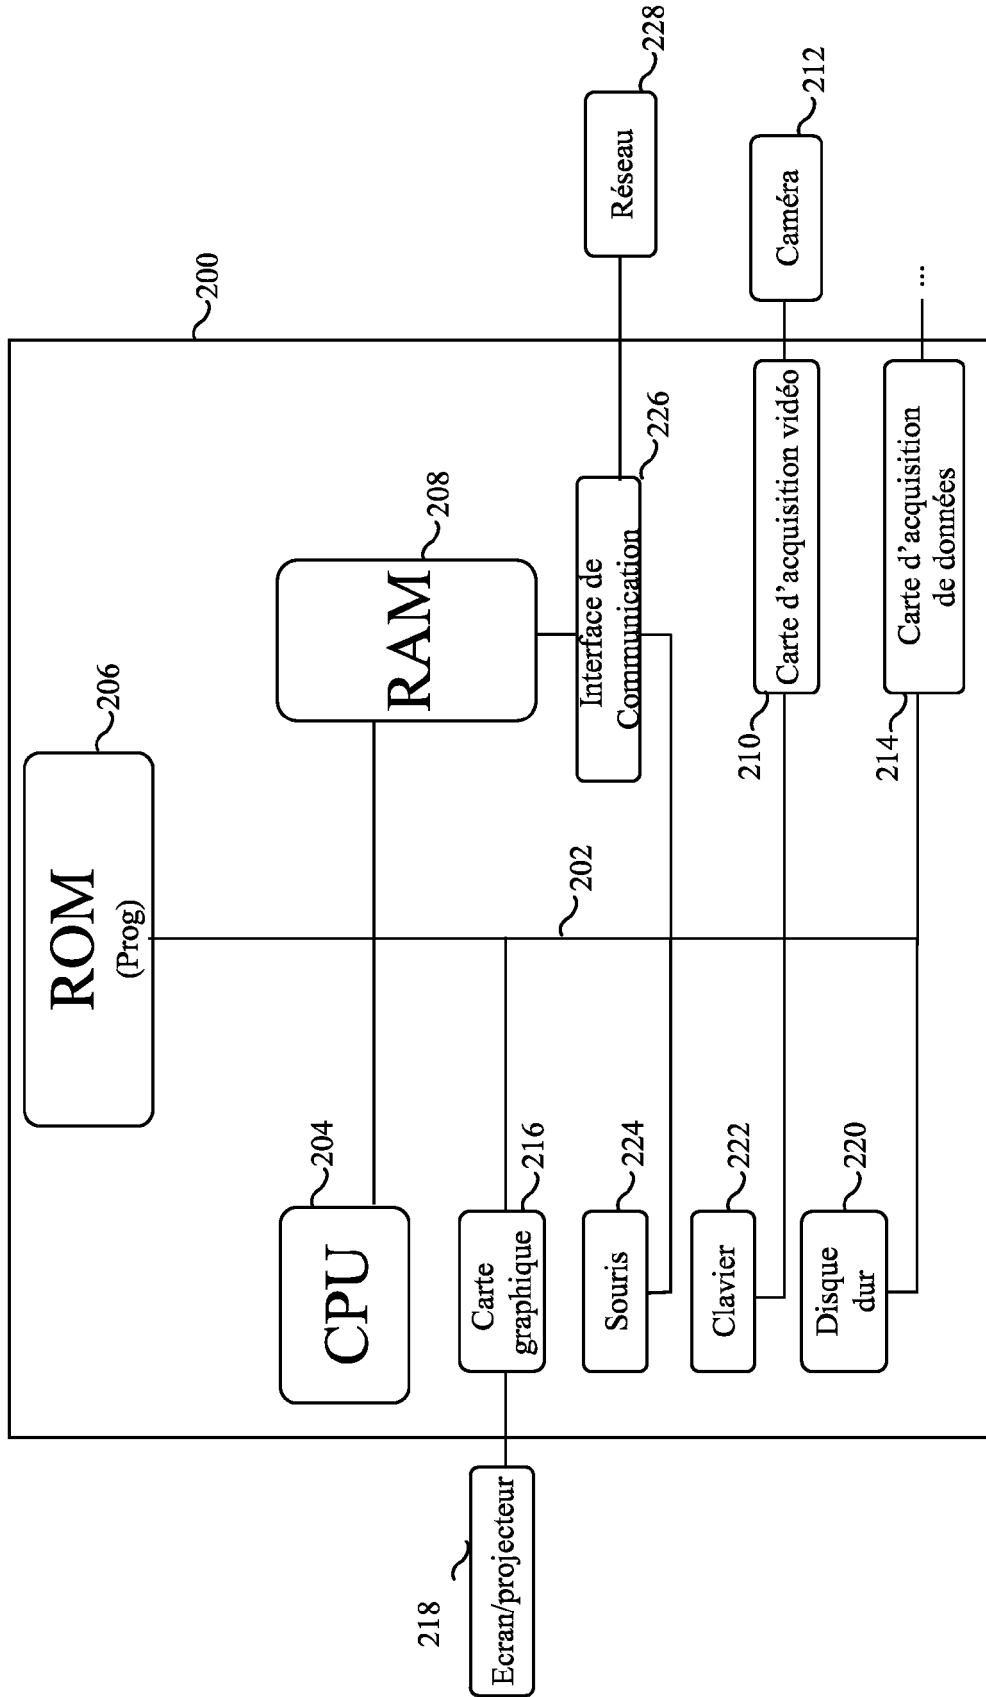 200
ROM
(Prog)
206
CPU
204
RAM
208
202
Carte
graphique
216
Ecran/projecteur
218
Souris
224
Interface de
Communication
226
Réseau
228
Clavier
222
210
Carte d'acquisition vidéo
Caméra
212
Disque
dur
220
214
Carte d'acquisition
de données
...